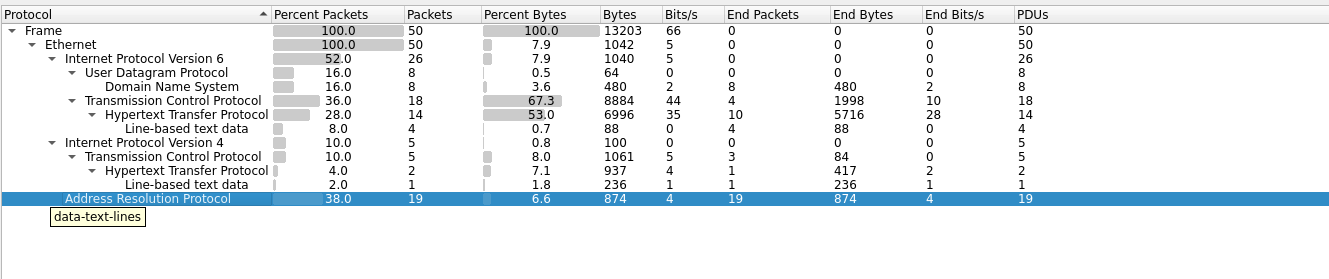 Protocol Percent Packets Packets Percent Bytes Bytes Bits/s End Packets End Bytes End Bits/s PDUs
Frame 100.0 50 100.0 13203 66 0 0 0 50
Ethernet 100.0 50 7.9 1042 5 0 0 0 50
Internet Protocol Version 6 52.0 26 7.9 1040 5 0 0 0 26
User Datagram Protocol 16.0 8 0.5 64 0 0 0 0 8
Domain Name System 16.0 8 3.6 480 2 8 480 2 8
Transmission Control Protocol 36.0 18 67.3 8884 44 4 1998 10 18
Hypertext Transfer Protocol 28.0 14 53.0 6996 35 10 5716 28 14
Line-based text data 8.0 4 0.7 88 0 4 88 0 4
Internet Protocol Version 4 10.0 5 0.8 100 0 0 0 0 5
Transmission Control Protocol 10.0 5 8.0 1061 5 3 84 0 5
Hypertext Transfer Protocol 4.0 2 7.1 937 4 1 417 2 2
Line-based text data 2.0 1 1.8 236 1 1 236 1 1
Address Resolution Protocol 38.0 19 6.6 874 4 19 874 4 19
data-text-lines